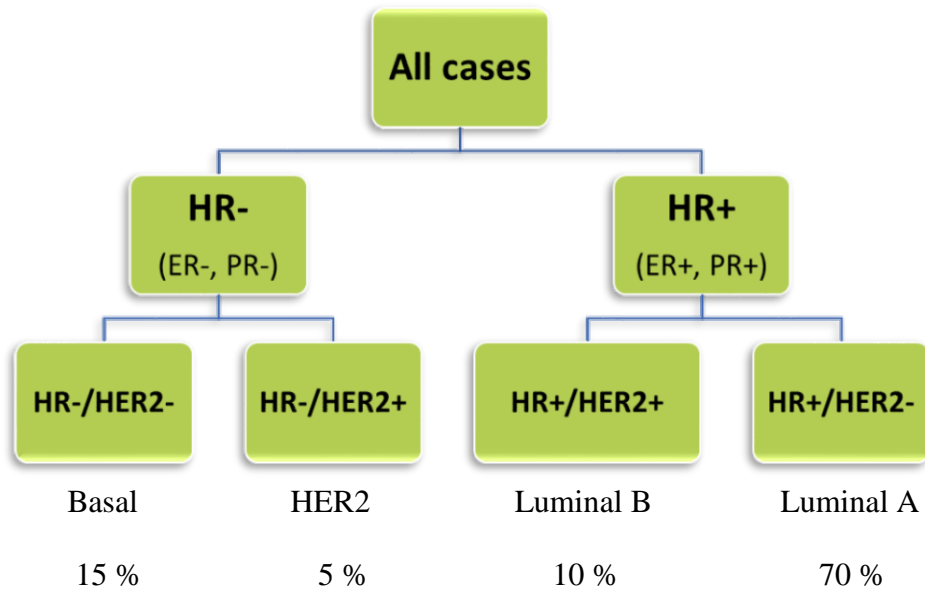 All cases
HR-
(ER-, PR-)
HR+
(ER+, PR+)
HR-/HER2-
HR-/HER2+
HR+/HER2+
HR+/HER2-
Basal
HER2
Luminal B
Luminal A
15 %
5 %
10 %
70 %